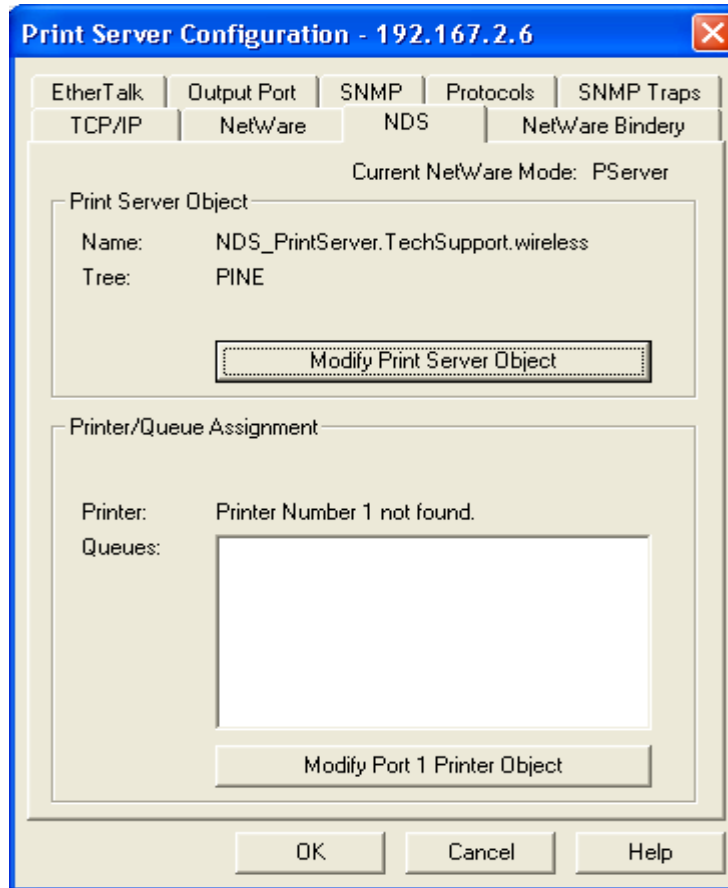 Print Server Configuration - 192.167.2.6
EtherTalk
Output Port
SNMP
Protocols
SNMP Traps
TCP/IP
NetWare
NDS
NetWare Bindery
Current NetWare Mode: PServer
Print Server Object
Name: NDS_PrintServer.TechSupport.wireless
Tree: PINE
Modify Print Server Object
Printer/Queue Assignment
Printer: Printer Number 1 not found.
Queues:
Modify Port 1 Printer Object
OK
Cancel
Help